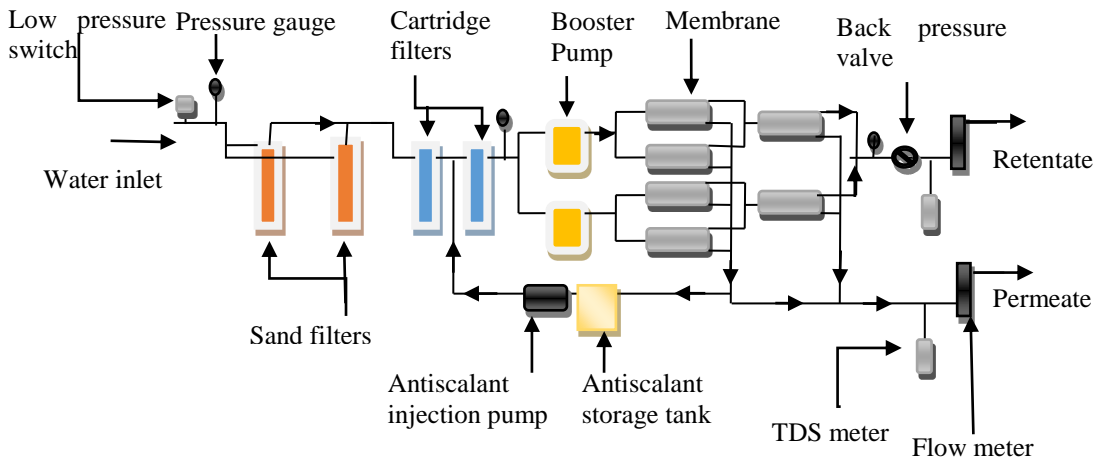 Low pressure
switch
Pressure gauge
Cartridge
filters
Booster
Pump
Membrane
Back pressure
valve
Water inlet
Retentate
Permeate
Sand filters
Antiscalant
injection pump
Antiscalant
storage tank
TDS meter
Flow meter